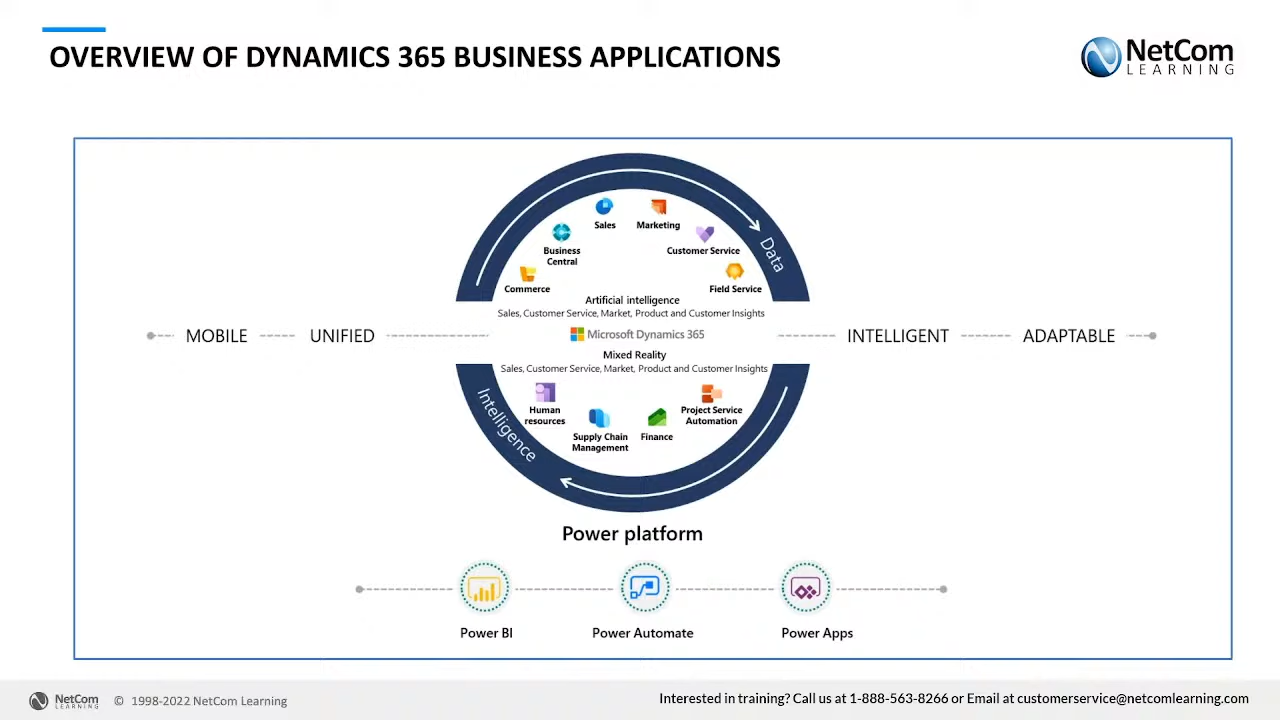 OVERVIEW OF DYNAMICS 365 BUSINESS APPLICATIONS
NetCom
LEARNING
Sales
Marketing
Business
Central
Customer Service
Data
Commerce
Field Service
Artificial intelligence
Sales, Customer Service, Market, Product and Customer Insights
MOBILE
UNIFIED
Microsoft Dynamics 365
INTELLIGENT
ADAPTABLE
Mixed Reality
Sales, Customer Service, Market, Product and Customer Insights
Intelligence
Human
resources
Supply Chain
Management
Finance
Project Service
Automation
Power platform
Power BI
Power Automate
Power Apps
NetCom
LEARNING
© 1998-2022 NetCom Learning
Interested in training? Call us at 1-888-563-8266 or Email at customerservice@netcomlearning.com